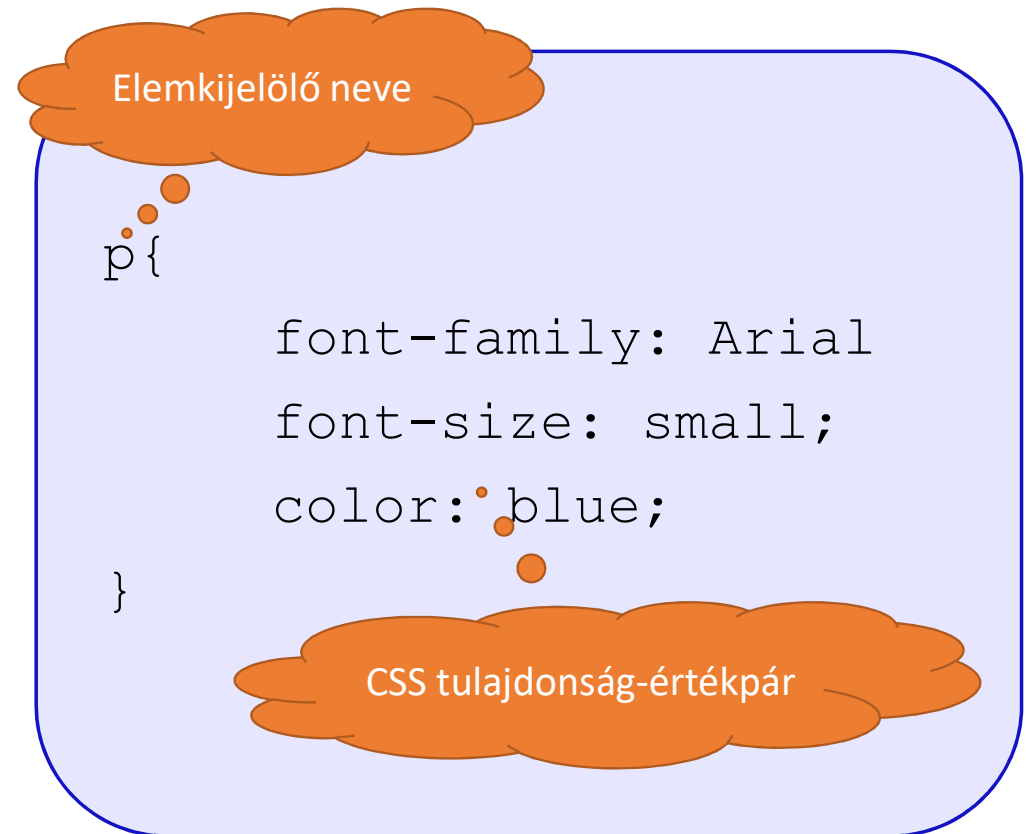 Elemkijelölő neve
p{
font-family: Arial
font-size: small;
color: blue;
}
CSS tulajdonság-értékpár